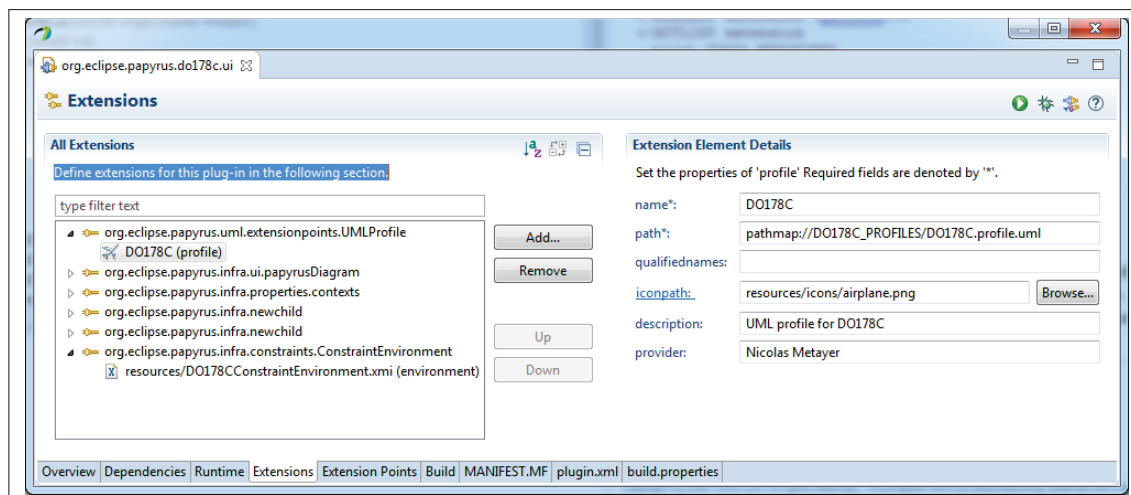 org.eclipse.papyrus.do178c.ui
Extensions
All Extensions
Define extensions for this plug-in in the following section.
type filter text
org.eclipse.papyrus.uml.extensionpoints.UMLProfile
DO178C (profile)
org.eclipse.papyrus.infra.ui.papyrusDiagram
org.eclipse.papyrus.infra.properties.contexts
org.eclipse.papyrus.infra.newchild
org.eclipse.papyrus.infra.newchild
org.eclipse.papyrus.infra.constraints.ConstraintEnvironment
resources/DO178CConstraintEnvironment.xmi (environment)
Add...
Remove
Up
Down
Extension Element Details
Set the properties of 'profile' Required fields are denoted by '*'.
name*: DO178C
path*: pathmap://DO178C_PROFILES/DO178C.profile.uml
qualifiednames:
iconpath: resources/icons/airplane.png Browse...
description: UML profile for DO178C
provider: Nicolas Metayer
Overview Dependencies Runtime Extensions Extension Points Build MANIFEST.MF plugin.xml build.properties